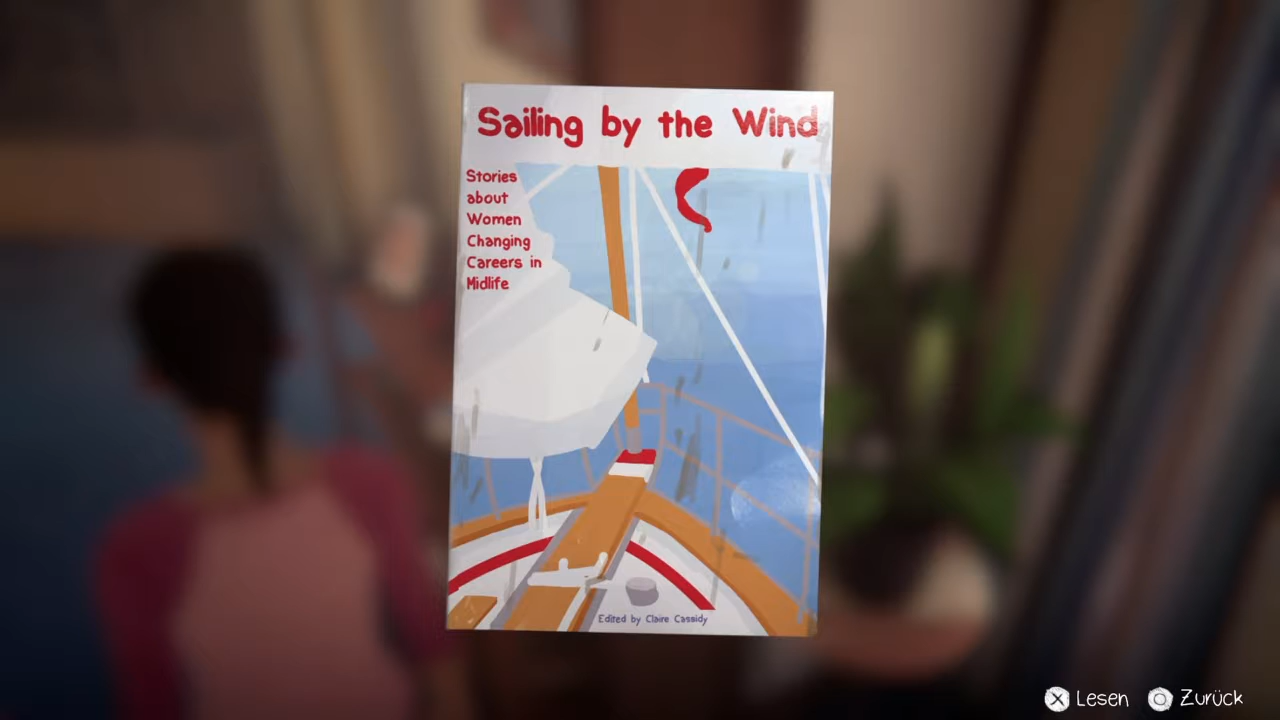 Sailing by the Wind
Stories
about
Women
Changing
Careers in
Midlife
Edited by Claire Cassidy
Lesen
Zurück